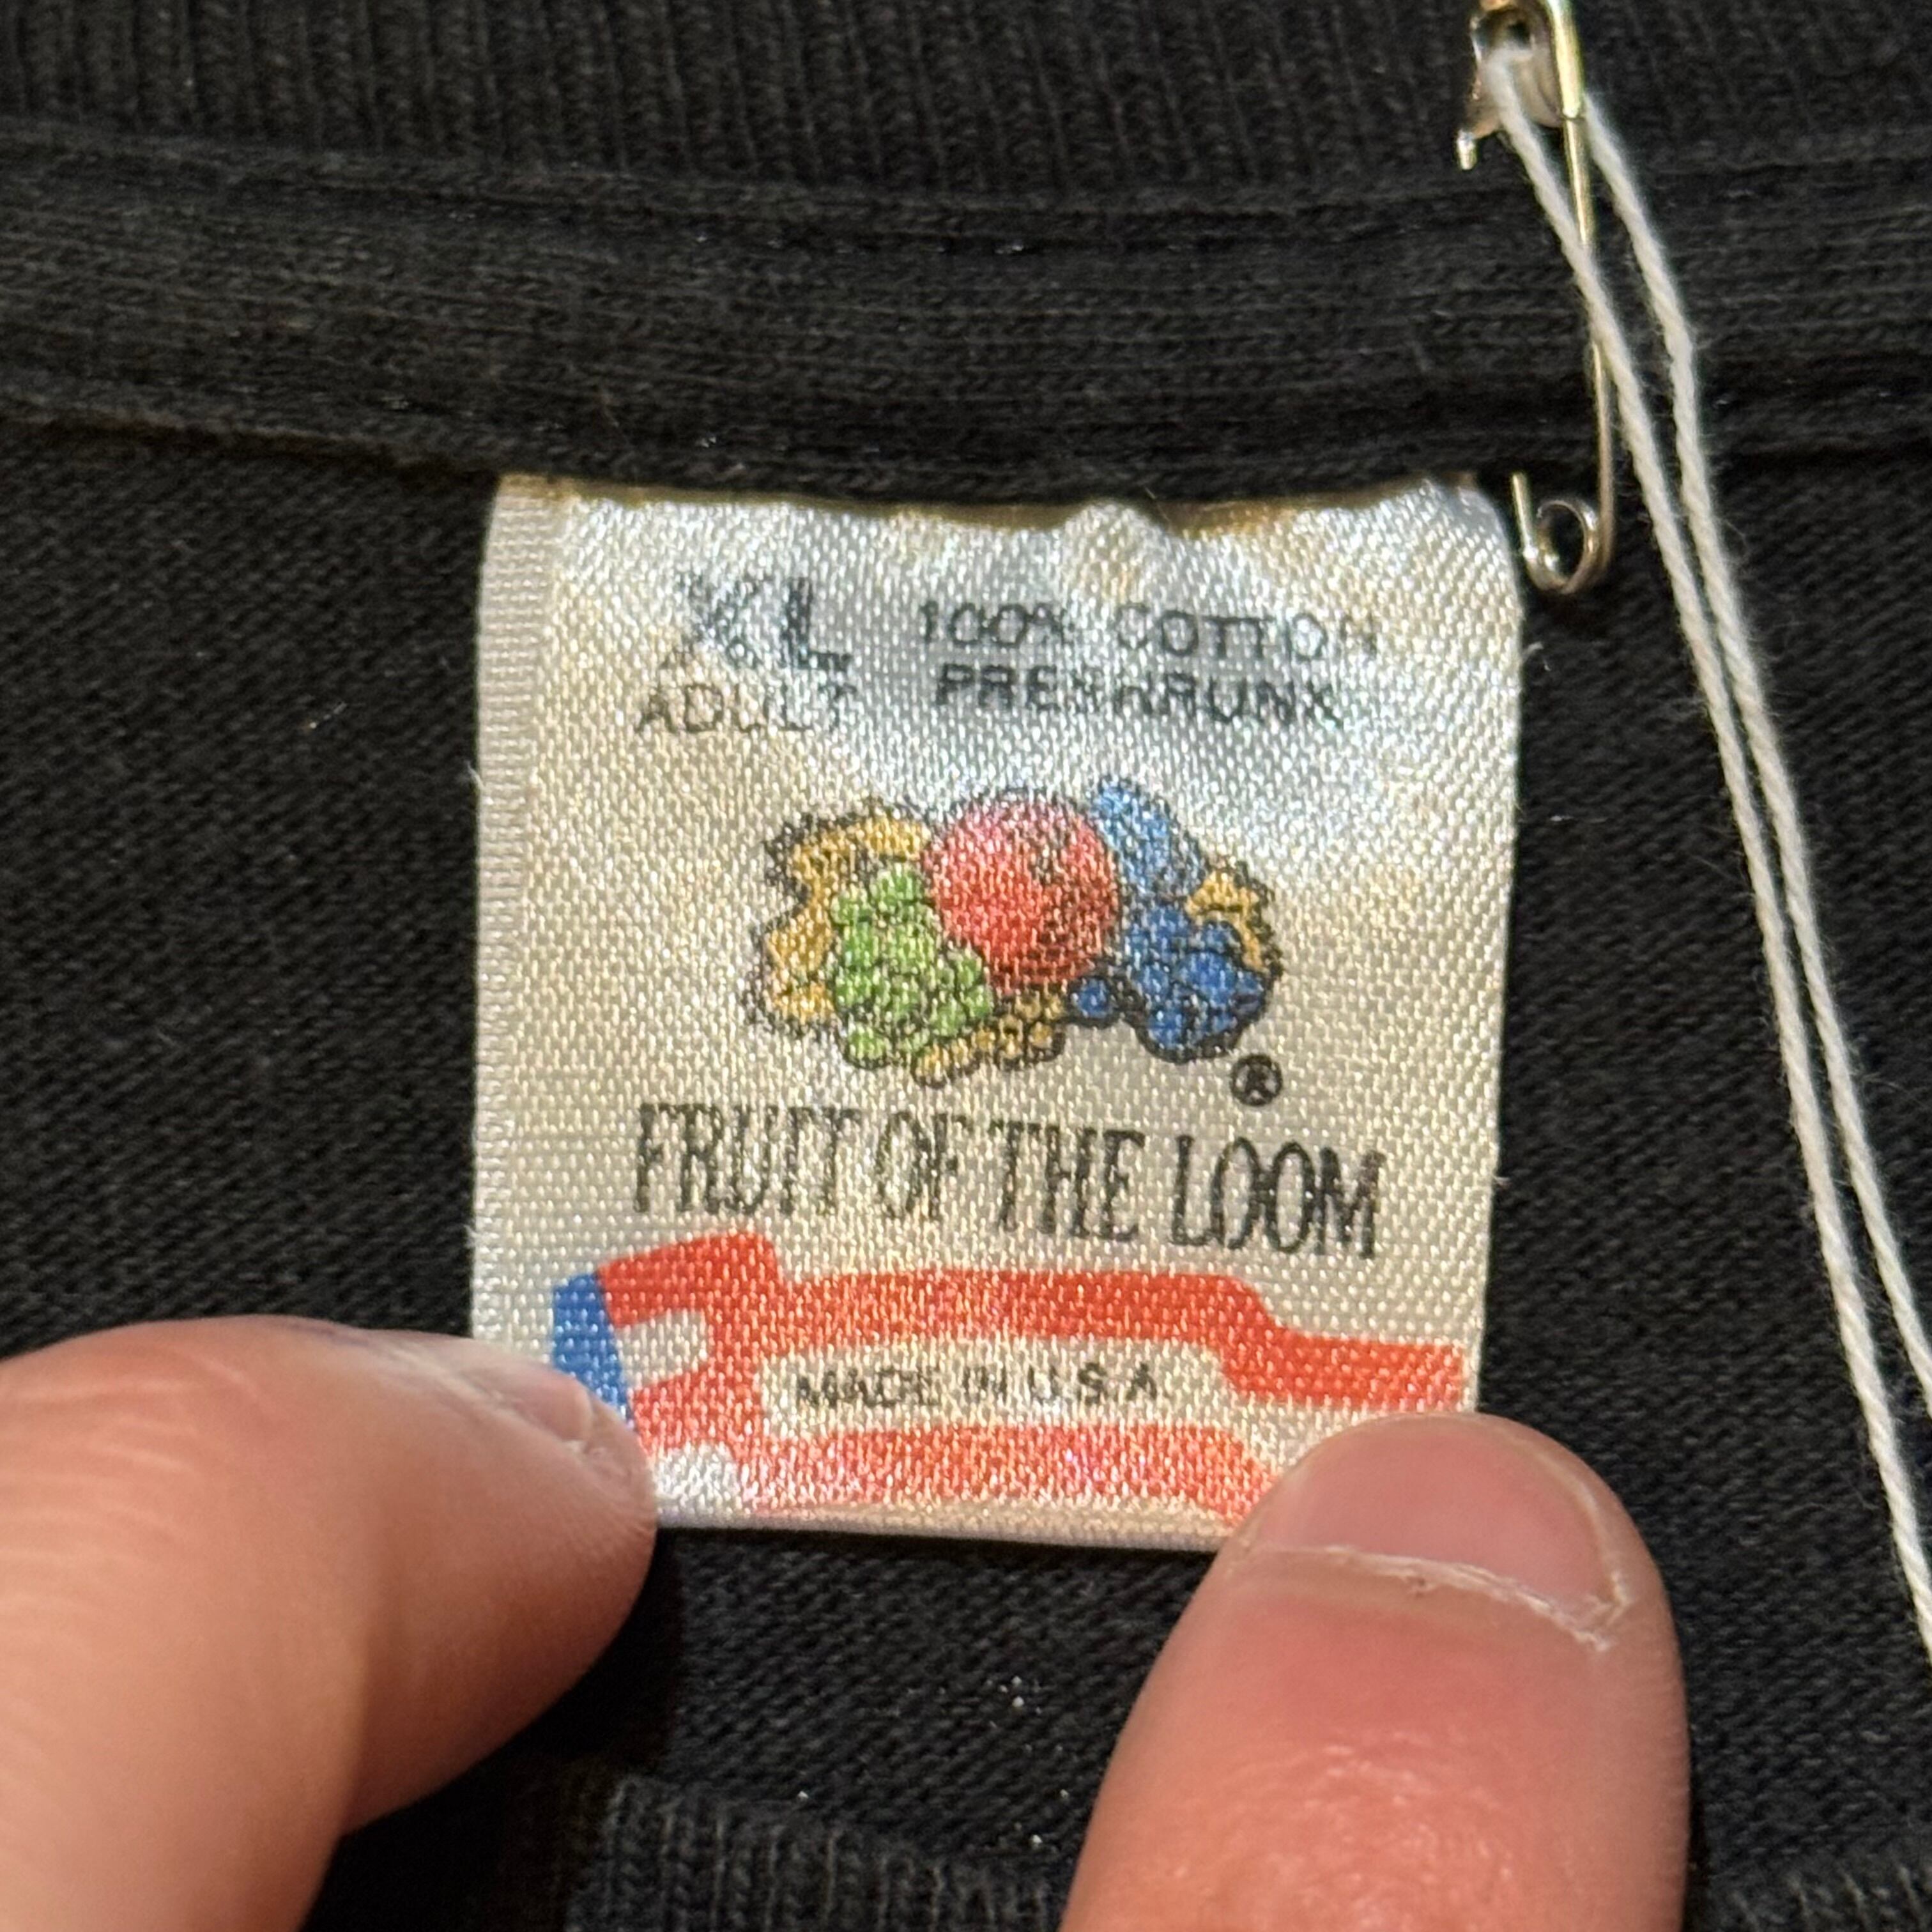 XL 100% COTTON
ADULT PRESHRUNK
®
FRUIT OF THE LOOM
MADE IN U.S.A